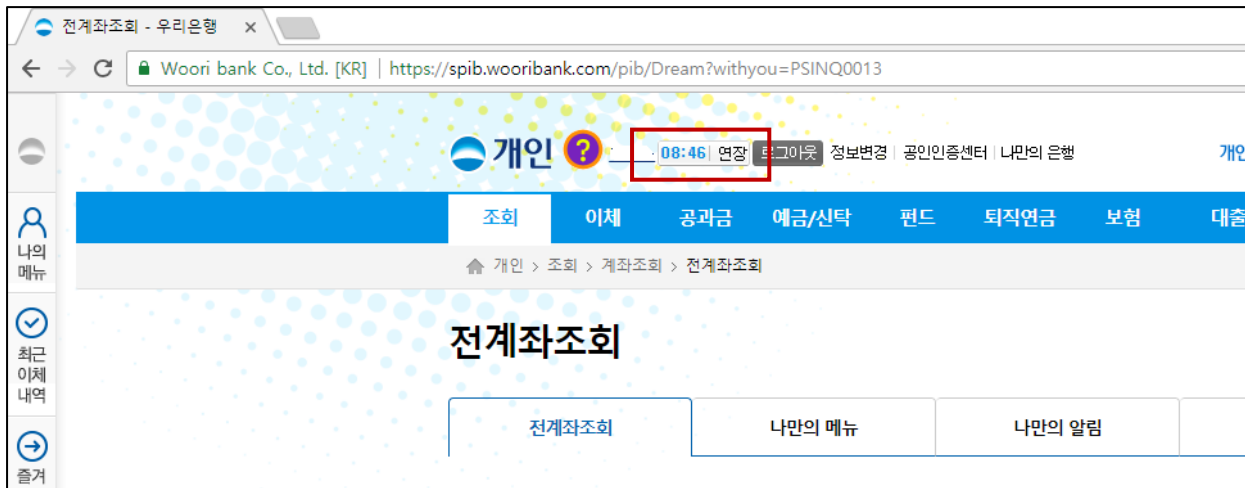 전계좌조회 - 우리은행
Woori bank Co., Ltd. [KR] | https://spib.wooribank.com/pib/Dream?withyou=PSINQ0013
개인 ? 08:46 연장 로그아웃 정보변경 공인인증센터 나만의 은행 개인
조회 이체 공과금 예금/신탁 펀드 퇴직연금 보험 대출
개인 > 조회 > 계좌조회 > 전계좌조회
나의
메뉴
최근
이체
내역
즐겨
전계좌조회
전계좌조회 나만의 메뉴 나만의 알림